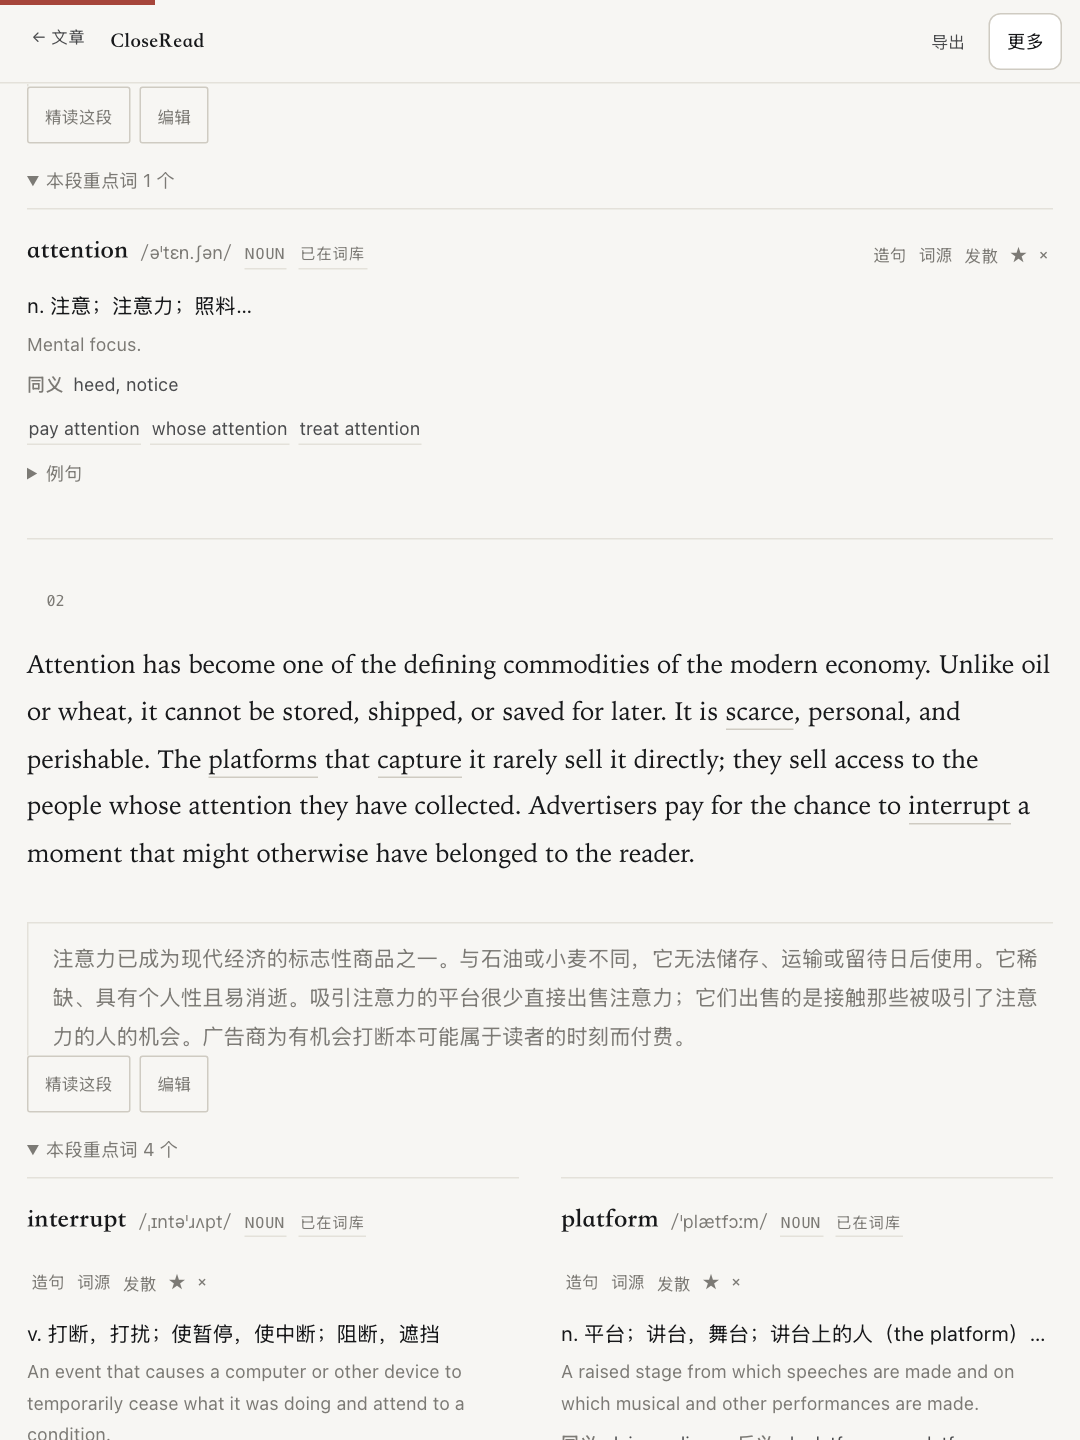 ← 文章 CloseRead 导出 更多
精读这段 编辑
▼ 本段重点词 1 个
attention /əˈtɛn.ʃən/ NOUN 已在词库 造句 词源 发散 ★ ×
n. 注意；注意力；照料...
Mental focus.
同义 heed, notice
pay attention whose attention treat attention
▶ 例句
02
Attention has become one of the defining commodities of the modern economy. Unlike oil
or wheat, it cannot be stored, shipped, or saved for later. It is scarce, personal, and
perishable. The platforms that capture it rarely sell it directly; they sell access to the
people whose attention they have collected. Advertisers pay for the chance to interrupt a
moment that might otherwise have belonged to the reader.
注意力已成为现代经济的标志性商品之一。与石油或小麦不同，它无法储存、运输或留待日后使用。它稀
缺、具有个人性且易消逝。吸引注意力的平台很少直接出售注意力；它们出售的是接触那些被吸引了注意
力的人的机会。广告商为有机会打断本可能属于读者的时刻而付费。
精读这段 编辑
▼ 本段重点词 4 个
interrupt /ˌɪntəˈɹʌpt/ NOUN 已在词库
造句 词源 发散 ★ ×
v. 打断，打扰；使暂停，使中断；阻断，遮挡
An event that causes a computer or other device to
temporarily cease what it was doing and attend to a
condition.
platform /ˈplætfɔːm/ NOUN 已在词库
造句 词源 发散 ★ ×
n. 平台；讲台，舞台；讲台上的人（the platform）...
A raised stage from which speeches are made and on
which musical and other performances are made.